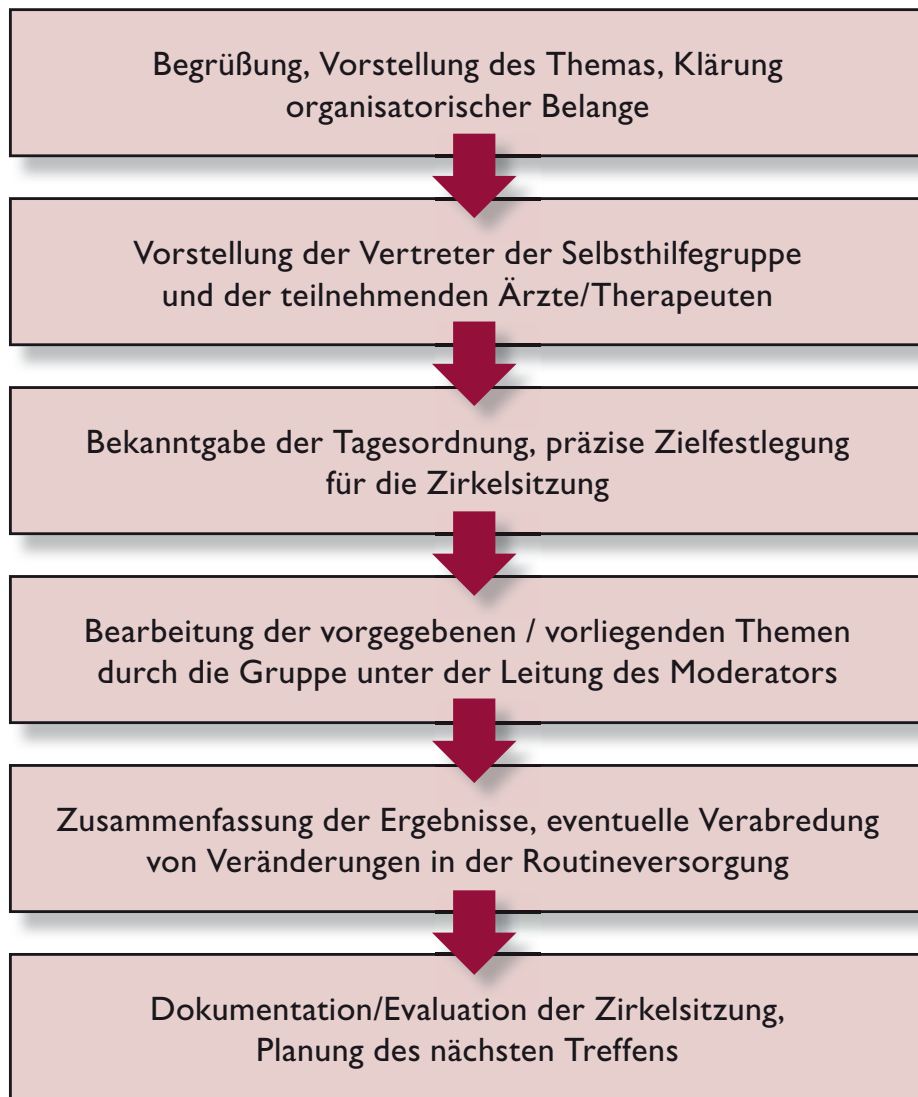 Begrüßung, Vorstellung des Themas, Klärung
organisatorischer Belange
Vorstellung der Vertreter der Selbsthilfegruppe
und der teilnehmenden Ärzte/Therapeuten
Bekanntgabe der Tagesordnung, präzise Zielfestlegung
für die Zirkelsitzung
Bearbeitung der vorgegebenen / vorliegenden Themen
durch die Gruppe unter der Leitung des Moderators
Zusammenfassung der Ergebnisse, eventuelle Verabredung
von Veränderungen in der Routineversorgung
Dokumentation/Evaluation der Zirkelsitzung,
Planung des nächsten Treffens